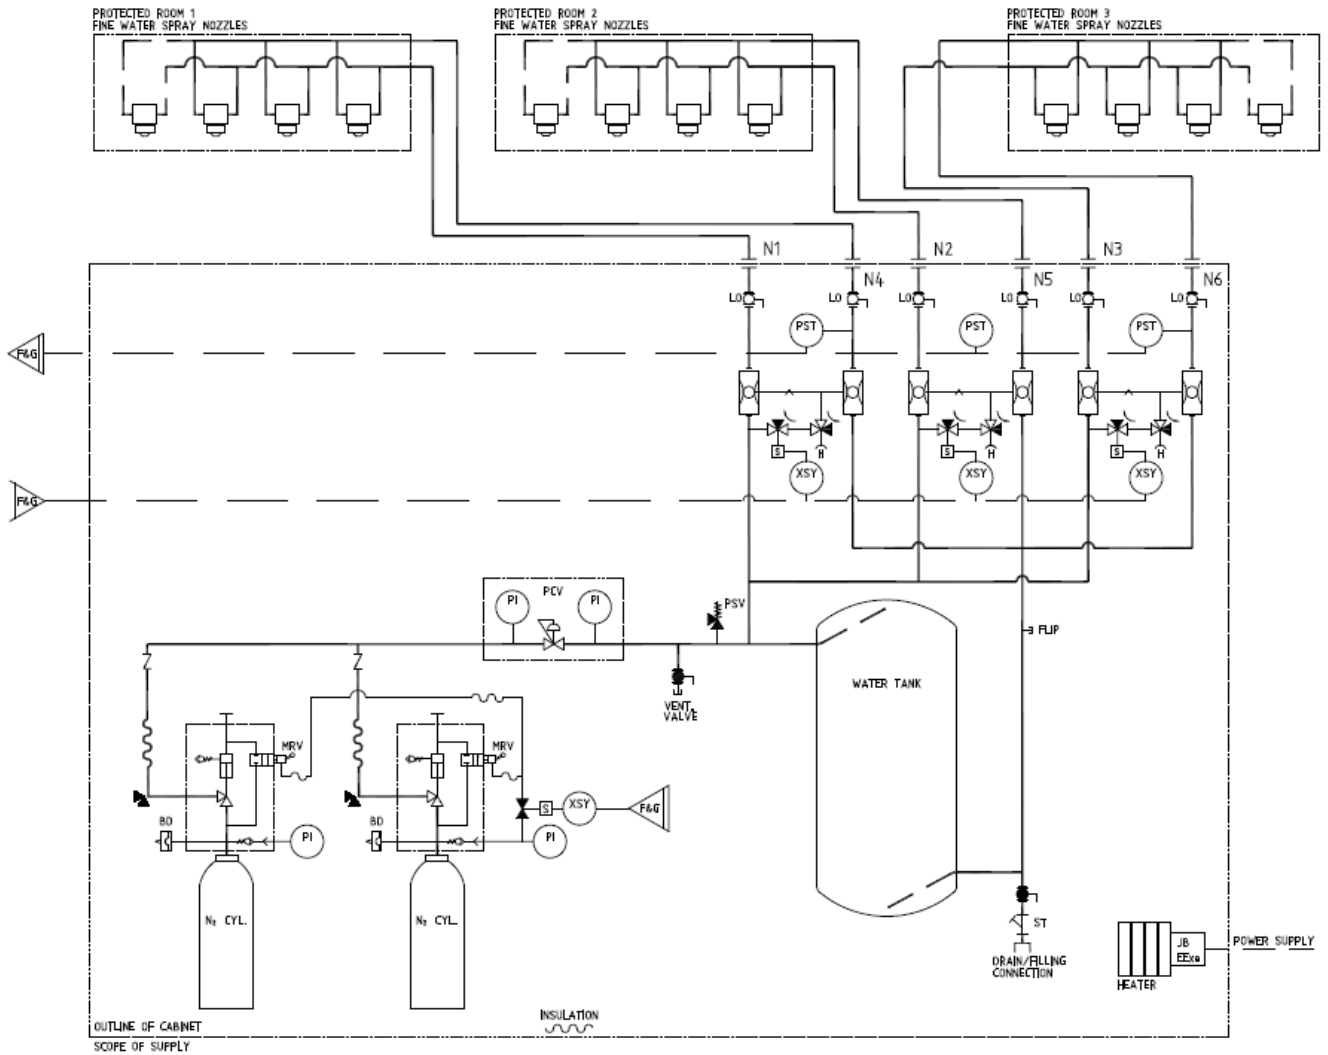 PROTECTED ROOM 1
FINE WATER SPRAY NOZZLES
PROTECTED ROOM 2
FINE WATER SPRAY NOZZLES
PROTECTED ROOM 3
FINE WATER SPRAY NOZZLES
N1
N2
N3
N4
N5
N6
LO
LO
LO
LO
LO
LO
PST
PST
PST
F&G
S
H
S
H
S
H
XSY
XSY
XSY
F&G
PCV
PI
PI
PSV
FLIP
WATER TANK
VENT.
VALVE
MRV
MRV
S
XSY
F&G
BD
PI
BD
PI
N₂ CYL.
N₂ CYL.
ST
DRAIN/FILLING
CONNECTION
JB
EExe
POWER SUPPLY
HEATER
INSULATION
OUTLINE OF CABINET
SCOPE OF SUPPLY